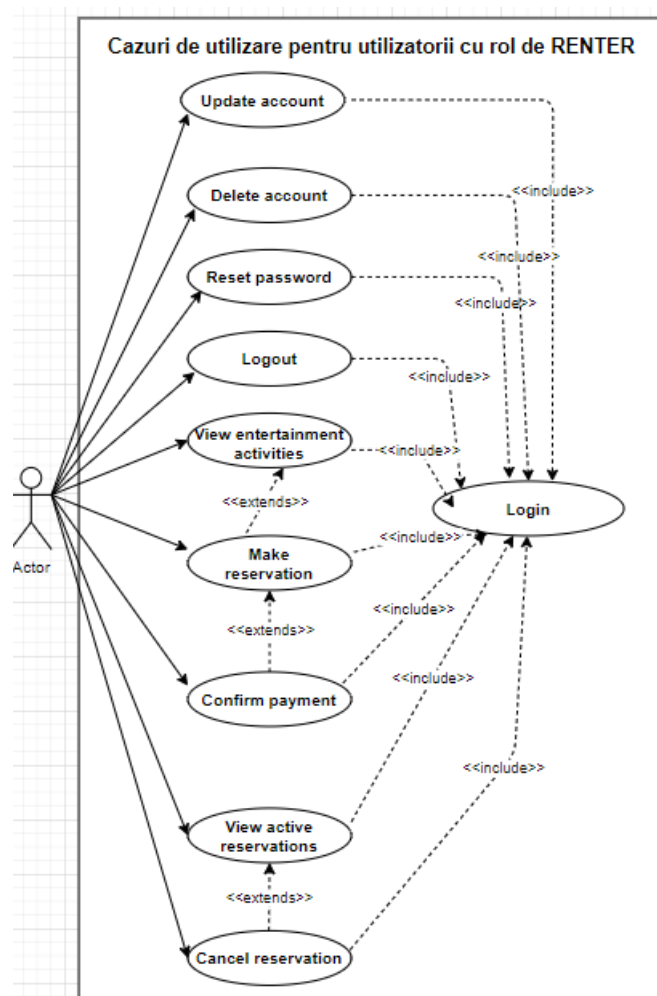 Cazuri de utilizare pentru utilizatorii cu rol de RENTER
Update account
Delete account
<<include>>
Reset password
<<include>>
<<include>>
Logout
<<include>>
View entertainment
activities
<<include>>
<<extends>>
Login
Make
reservation
<<include>>
Actor
<<include>>
<<extends>>
Confirm payment
<<include>>
<<include>>
View active
reservations
<<extends>>
Cancel reservation